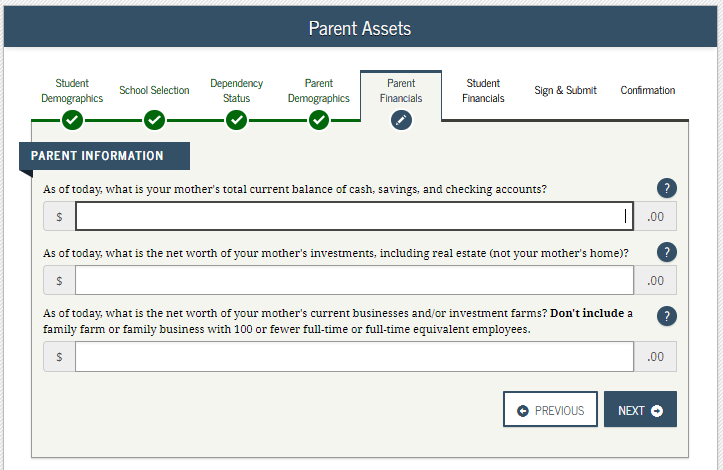 Parent Assets
Student
Demographics
School Selection
Dependency
Status
Parent
Demographics
Parent
Financials
Student
Financials
Sign & Submit
Confirmation
PARENT INFORMATION
As of today, what is your mother's total current balance of cash, savings, and checking accounts?
?
$
.00
As of today, what is the net worth of your mother's investments, including real estate (not your mother's home)?
?
$
.00
As of today, what is the net worth of your mother's current businesses and/or investment farms? Don't include a
family farm or family business with 100 or fewer full-time or full-time equivalent employees.
?
$
.00
PREVIOUS
NEXT